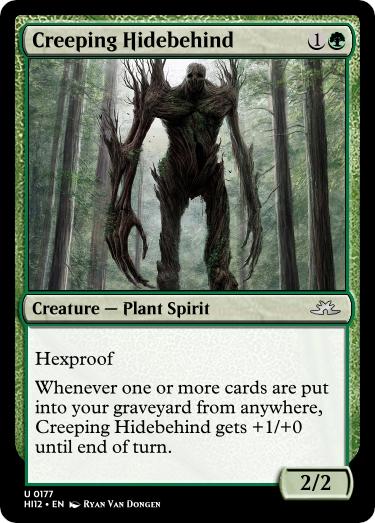 Creeping Hidebehind 1
Creature — Plant Spirit
Hexproof
Whenever one or more cards are put
into your graveyard from anywhere,
Creeping Hidebehind gets +1/+0
until end of turn.
2/2
U 0177
HI12 • EN Ryan Van Dongen